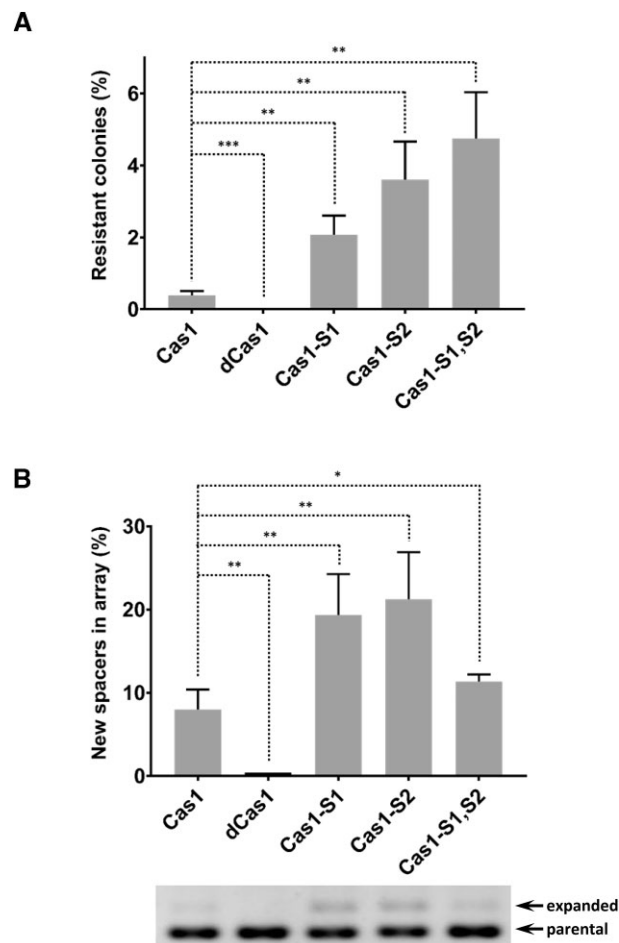 A
**
**
**
***
Resistant colonies (%)
6
4
2
0
Cas1
dCas1
Cas1-S1
Cas1-S2
Cas1-S1,S2
B
*
**
**
**
New spacers in array (%)
30
20
10
0
Cas1
dCas1
Cas1-S1
Cas1-S2
Cas1-S1,S2
expanded
parental